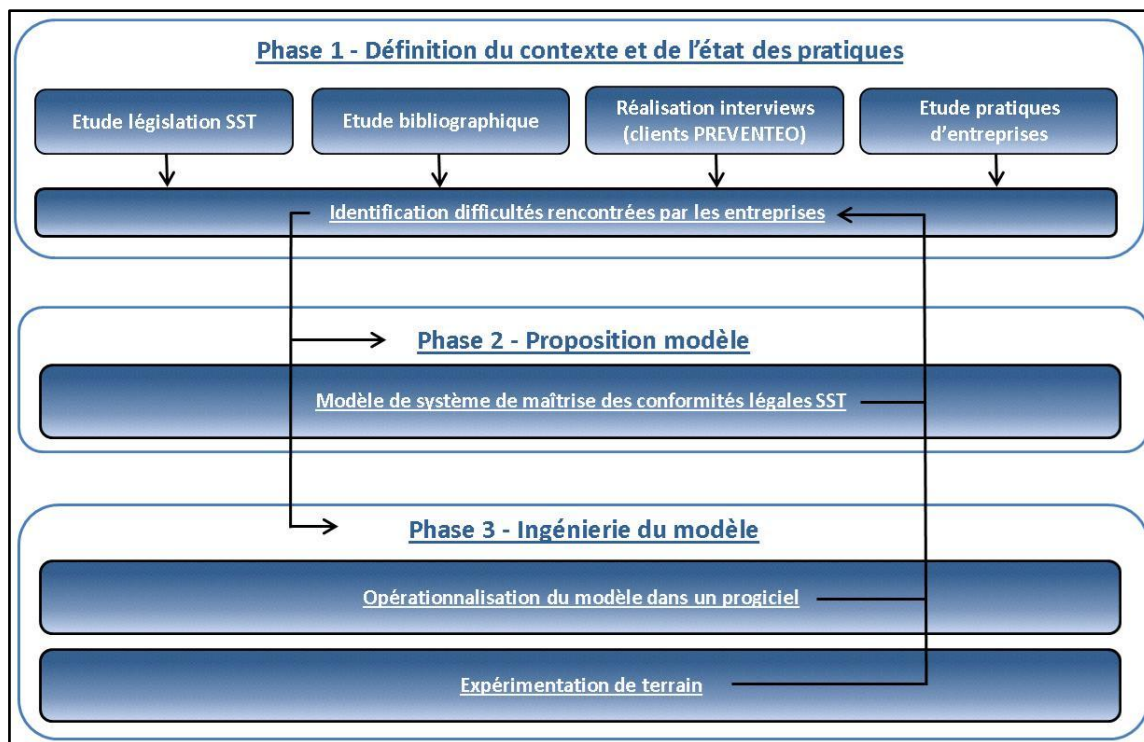 Phase 1 - Définition du contexte et de l'état des pratiques
Etude législation SST
Etude bibliographique
Réalisation interviews
(clients PREVENTEO)
Etude pratiques
d'entreprises
Identification difficultés rencontrées par les entreprises
Phase 2 - Proposition modèle
Modèle de système de maîtrise des conformités légales SST
Phase 3 - Ingénierie du modèle
Opérationnalisation du modèle dans un progiciel
Expérimentation de terrain